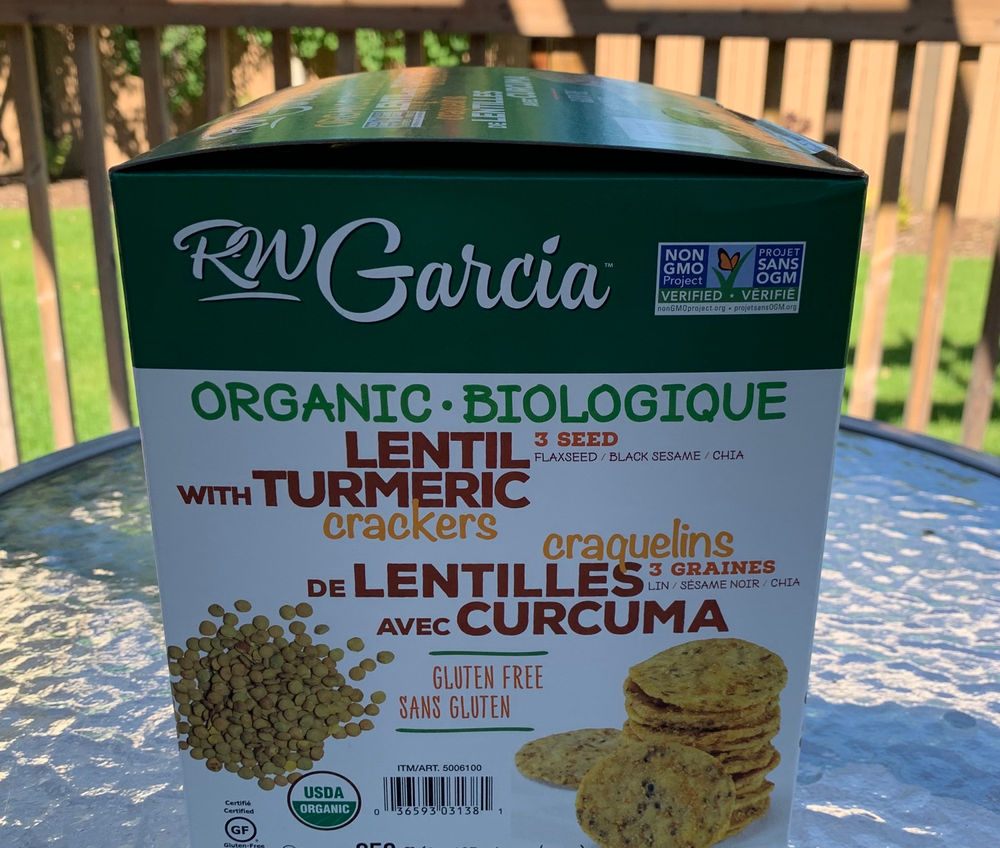 RW Garcia™
NON GMO Project
PROJET SANS OGM
VERIFIED • VÉRIFIÉ
nonGMOproject.org • projetsansOGM.org
ORGANIC • BIOLOGIQUE
LENTIL 3 SEED
FLAXSEED / BLACK SESAME / CHIA
WITH TURMERIC
crackers
craquelins
DE LENTILLES 3 GRAINES
LIN / SÉSAME NOIR / CHIA
AVEC CURCUMA
GLUTEN FREE
SANS GLUTEN
ITM/ART. 5006100
USDA
ORGANIC
0 36593 03138 1
Certifié
Certified
GF
Gluten-Free